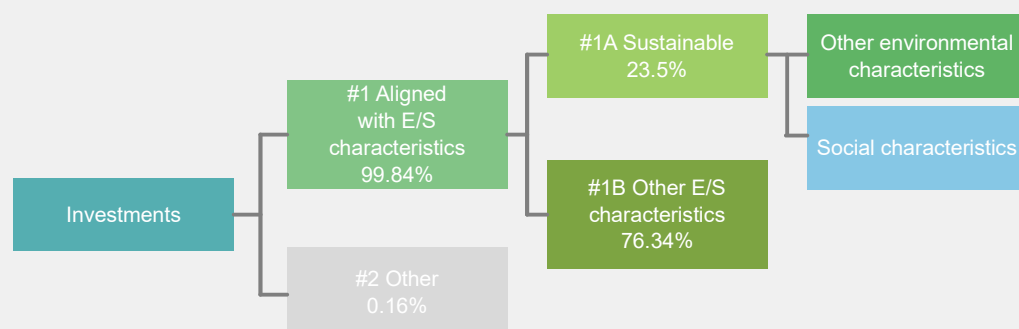 Investments
#1 Aligned
with E/S
characteristics
99.84%
#2 Other
0.16%
#1A Sustainable
23.5%
#1B Other E/S
characteristics
76.34%
Other environmental
characteristics
Social characteristics